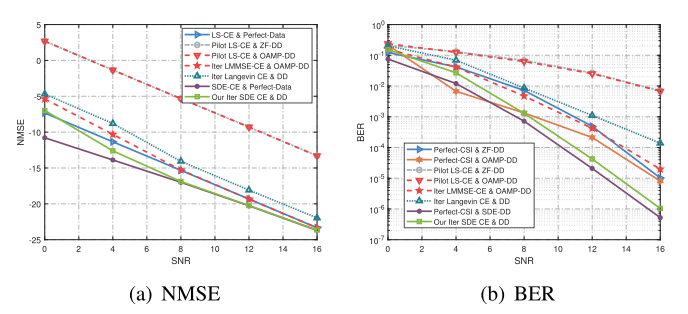 5
0
-5
-10
-15
-20
-25
NMSE
0
4
8
12
16
SNR
LS-CE & Perfect-Data
Pilot LS-CE & ZF-DD
Pilot LS-CE & OAMP-DD
Iter LMMSE-CE & OAMP-DD
Iter Langevin CE & DD
SDE-CE & Perfect-Data
Our Iter SDE CE & DD
(a) NMSE
10^0
10^-1
10^-2
10^-3
10^-4
10^-5
10^-6
10^-7
BER
0
4
8
12
16
SNR
Perfect-CSI & ZF-DD
Perfect-CSI & OAMP-DD
Pilot LS-CE & ZF-DD
Pilot LS-CE & OAMP-DD
Iter LMMSE-CE & OAMP-DD
Iter Langevin CE & DD
Perfect-CSI & SDE-DD
Our Iter SDE CE & DD
(b) BER